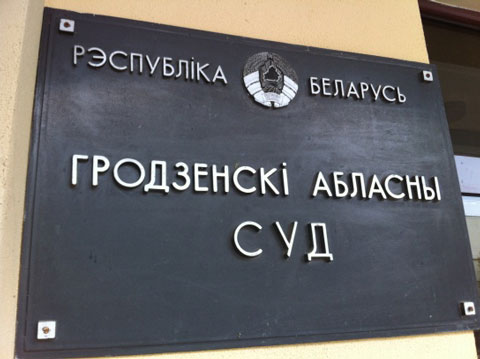 РЭСПУБЛІКА БЕЛАРУСЬ
ГРОДЗЕНСКІ АБЛАСНЫ
СУД